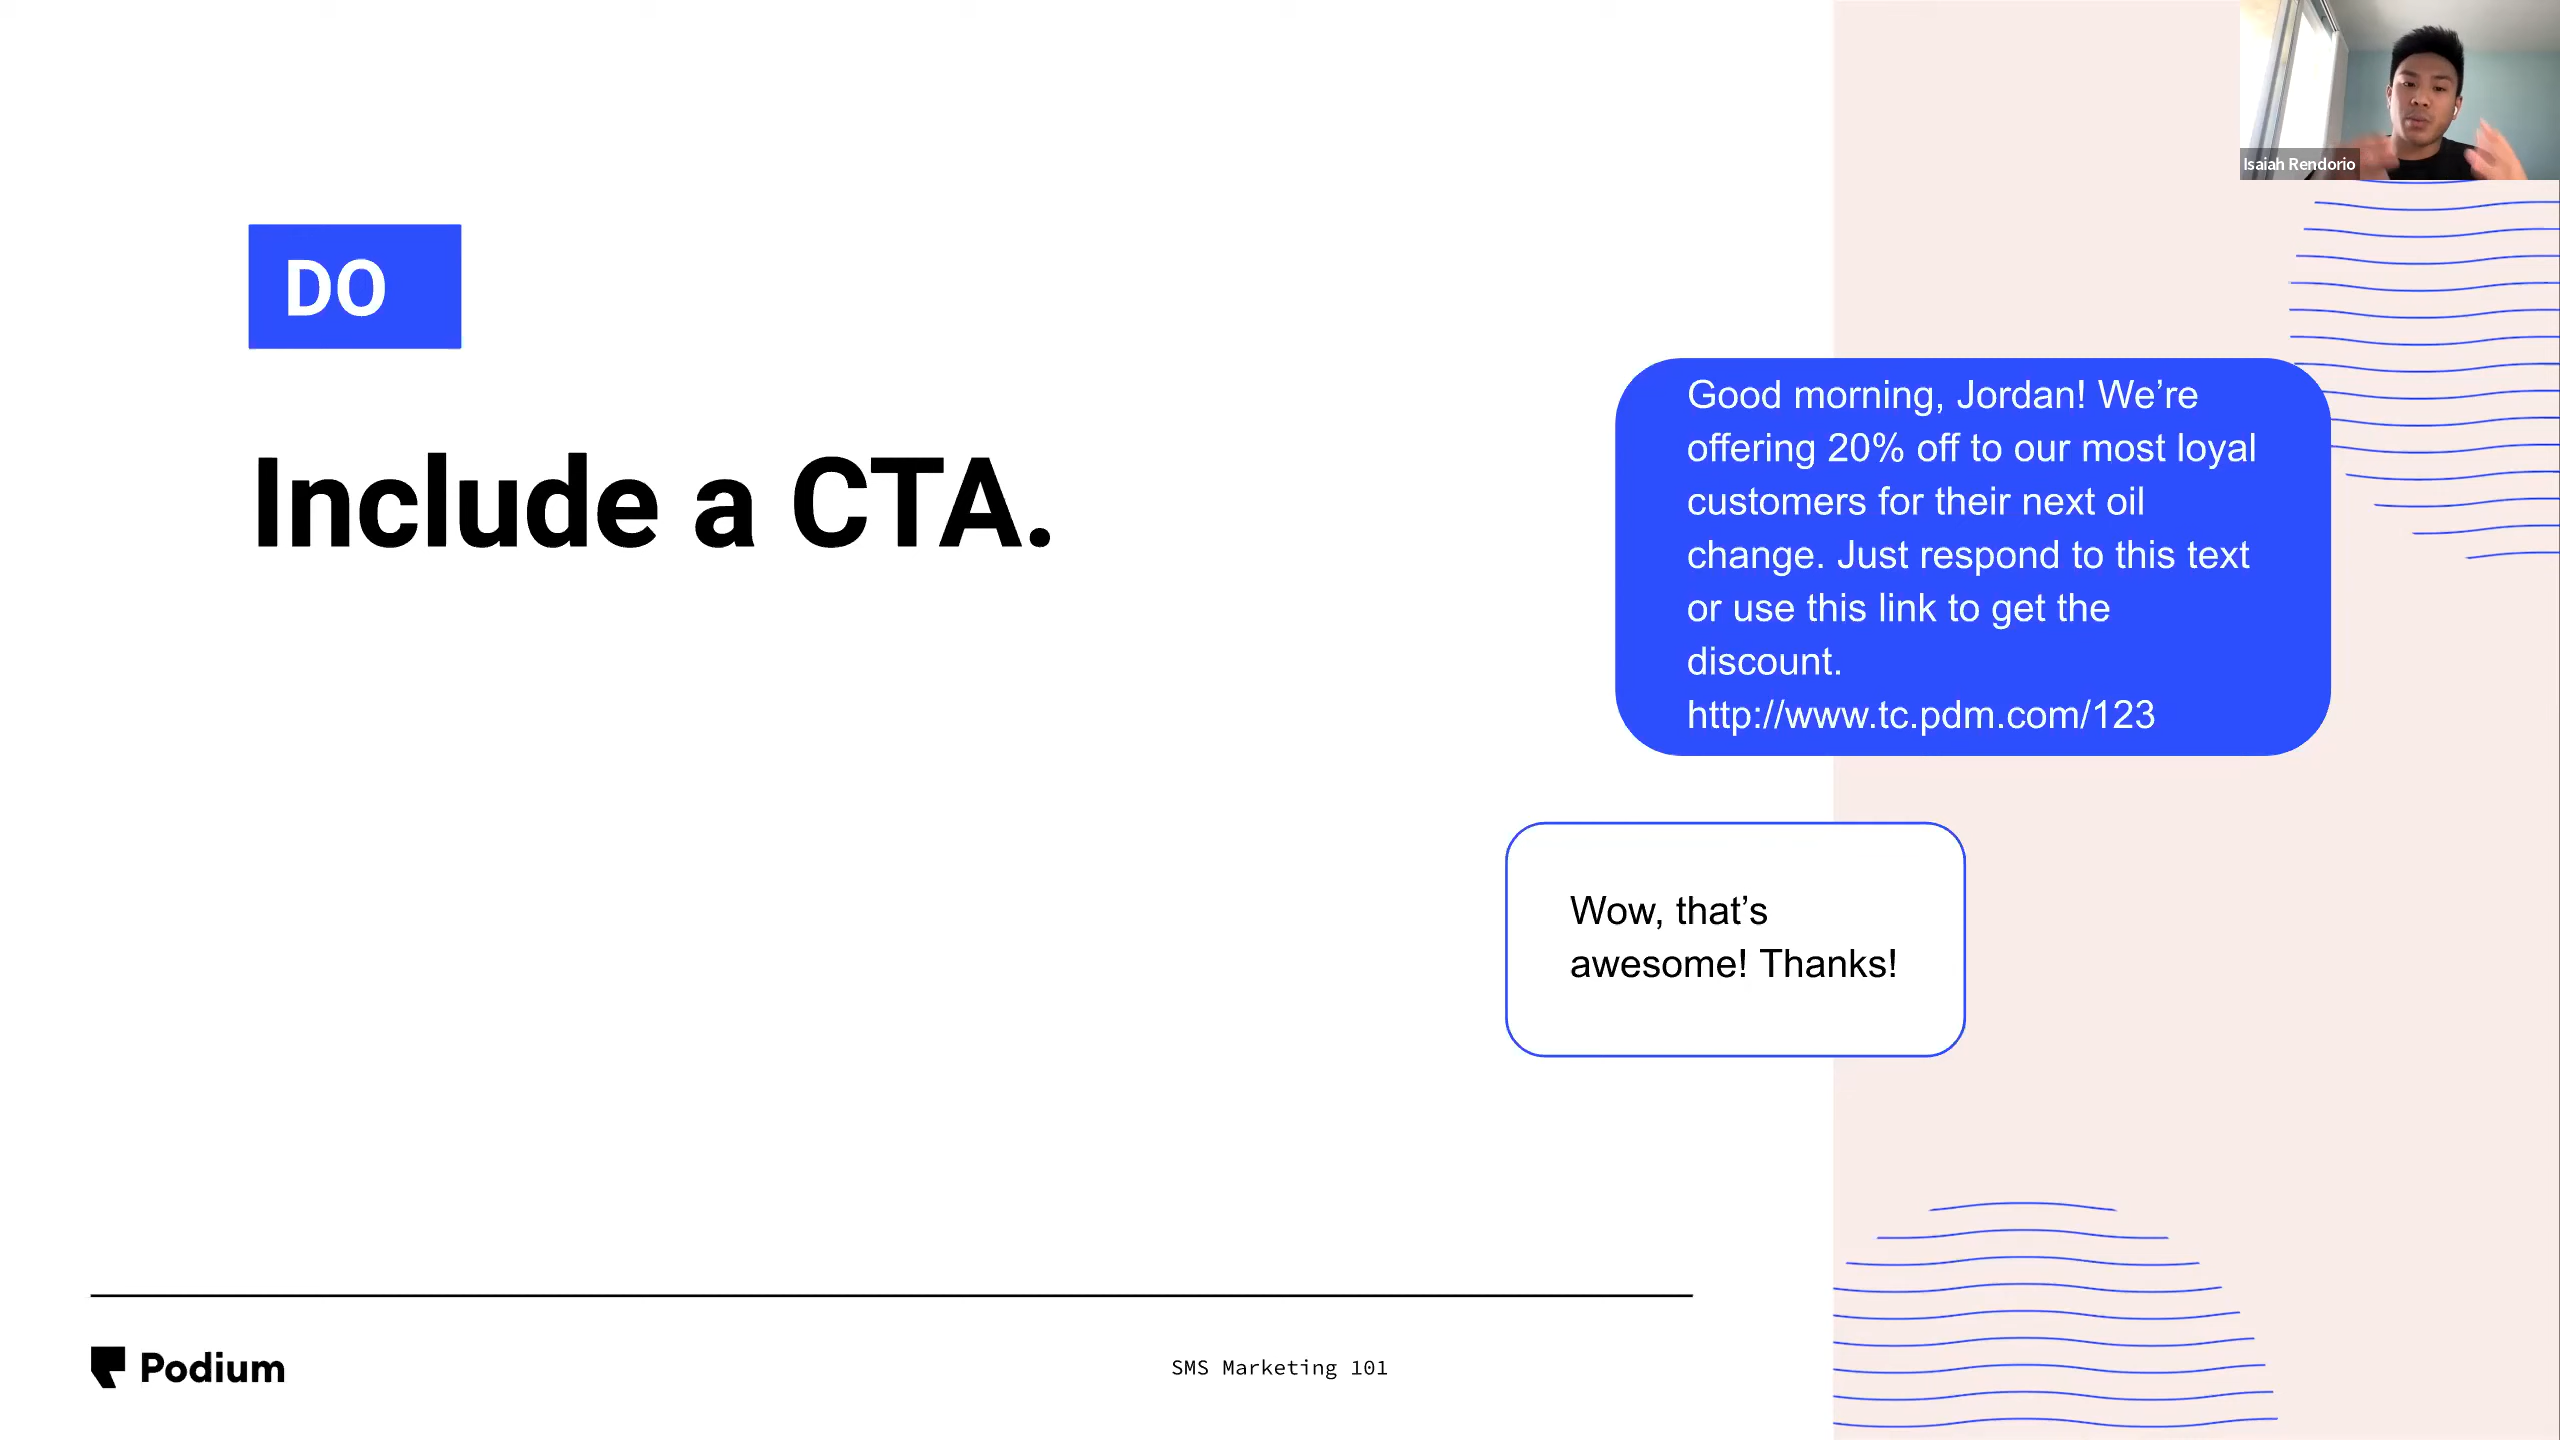 Isaiah Rendorio
DO
Include a CTA.
Good morning, Jordan! We’re
offering 20% off to our most loyal
customers for their next oil
change. Just respond to this text
or use this link to get the
discount.
http://www.tc.pdm.com/123
Wow, that’s
awesome! Thanks!
Podium
SMS Marketing 101